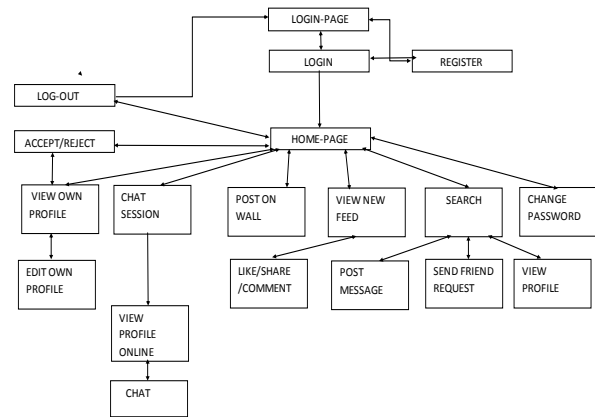 LOGIN-PAGE
LOGIN
REGISTER
LOG-OUT
ACCEPT/REJECT
HOME-PAGE
VIEW OWN
PROFILE
CHAT
SESSION
POST ON
WALL
VIEW NEW
FEED
SEARCH
CHANGE
PASSWORD
EDIT OWN
PROFILE
LIKE/SHARE
/COMMENT
POST
MESSAGE
SEND FRIEND
REQUEST
VIEW
PROFILE
VIEW
PROFILE
ONLINE
CHAT